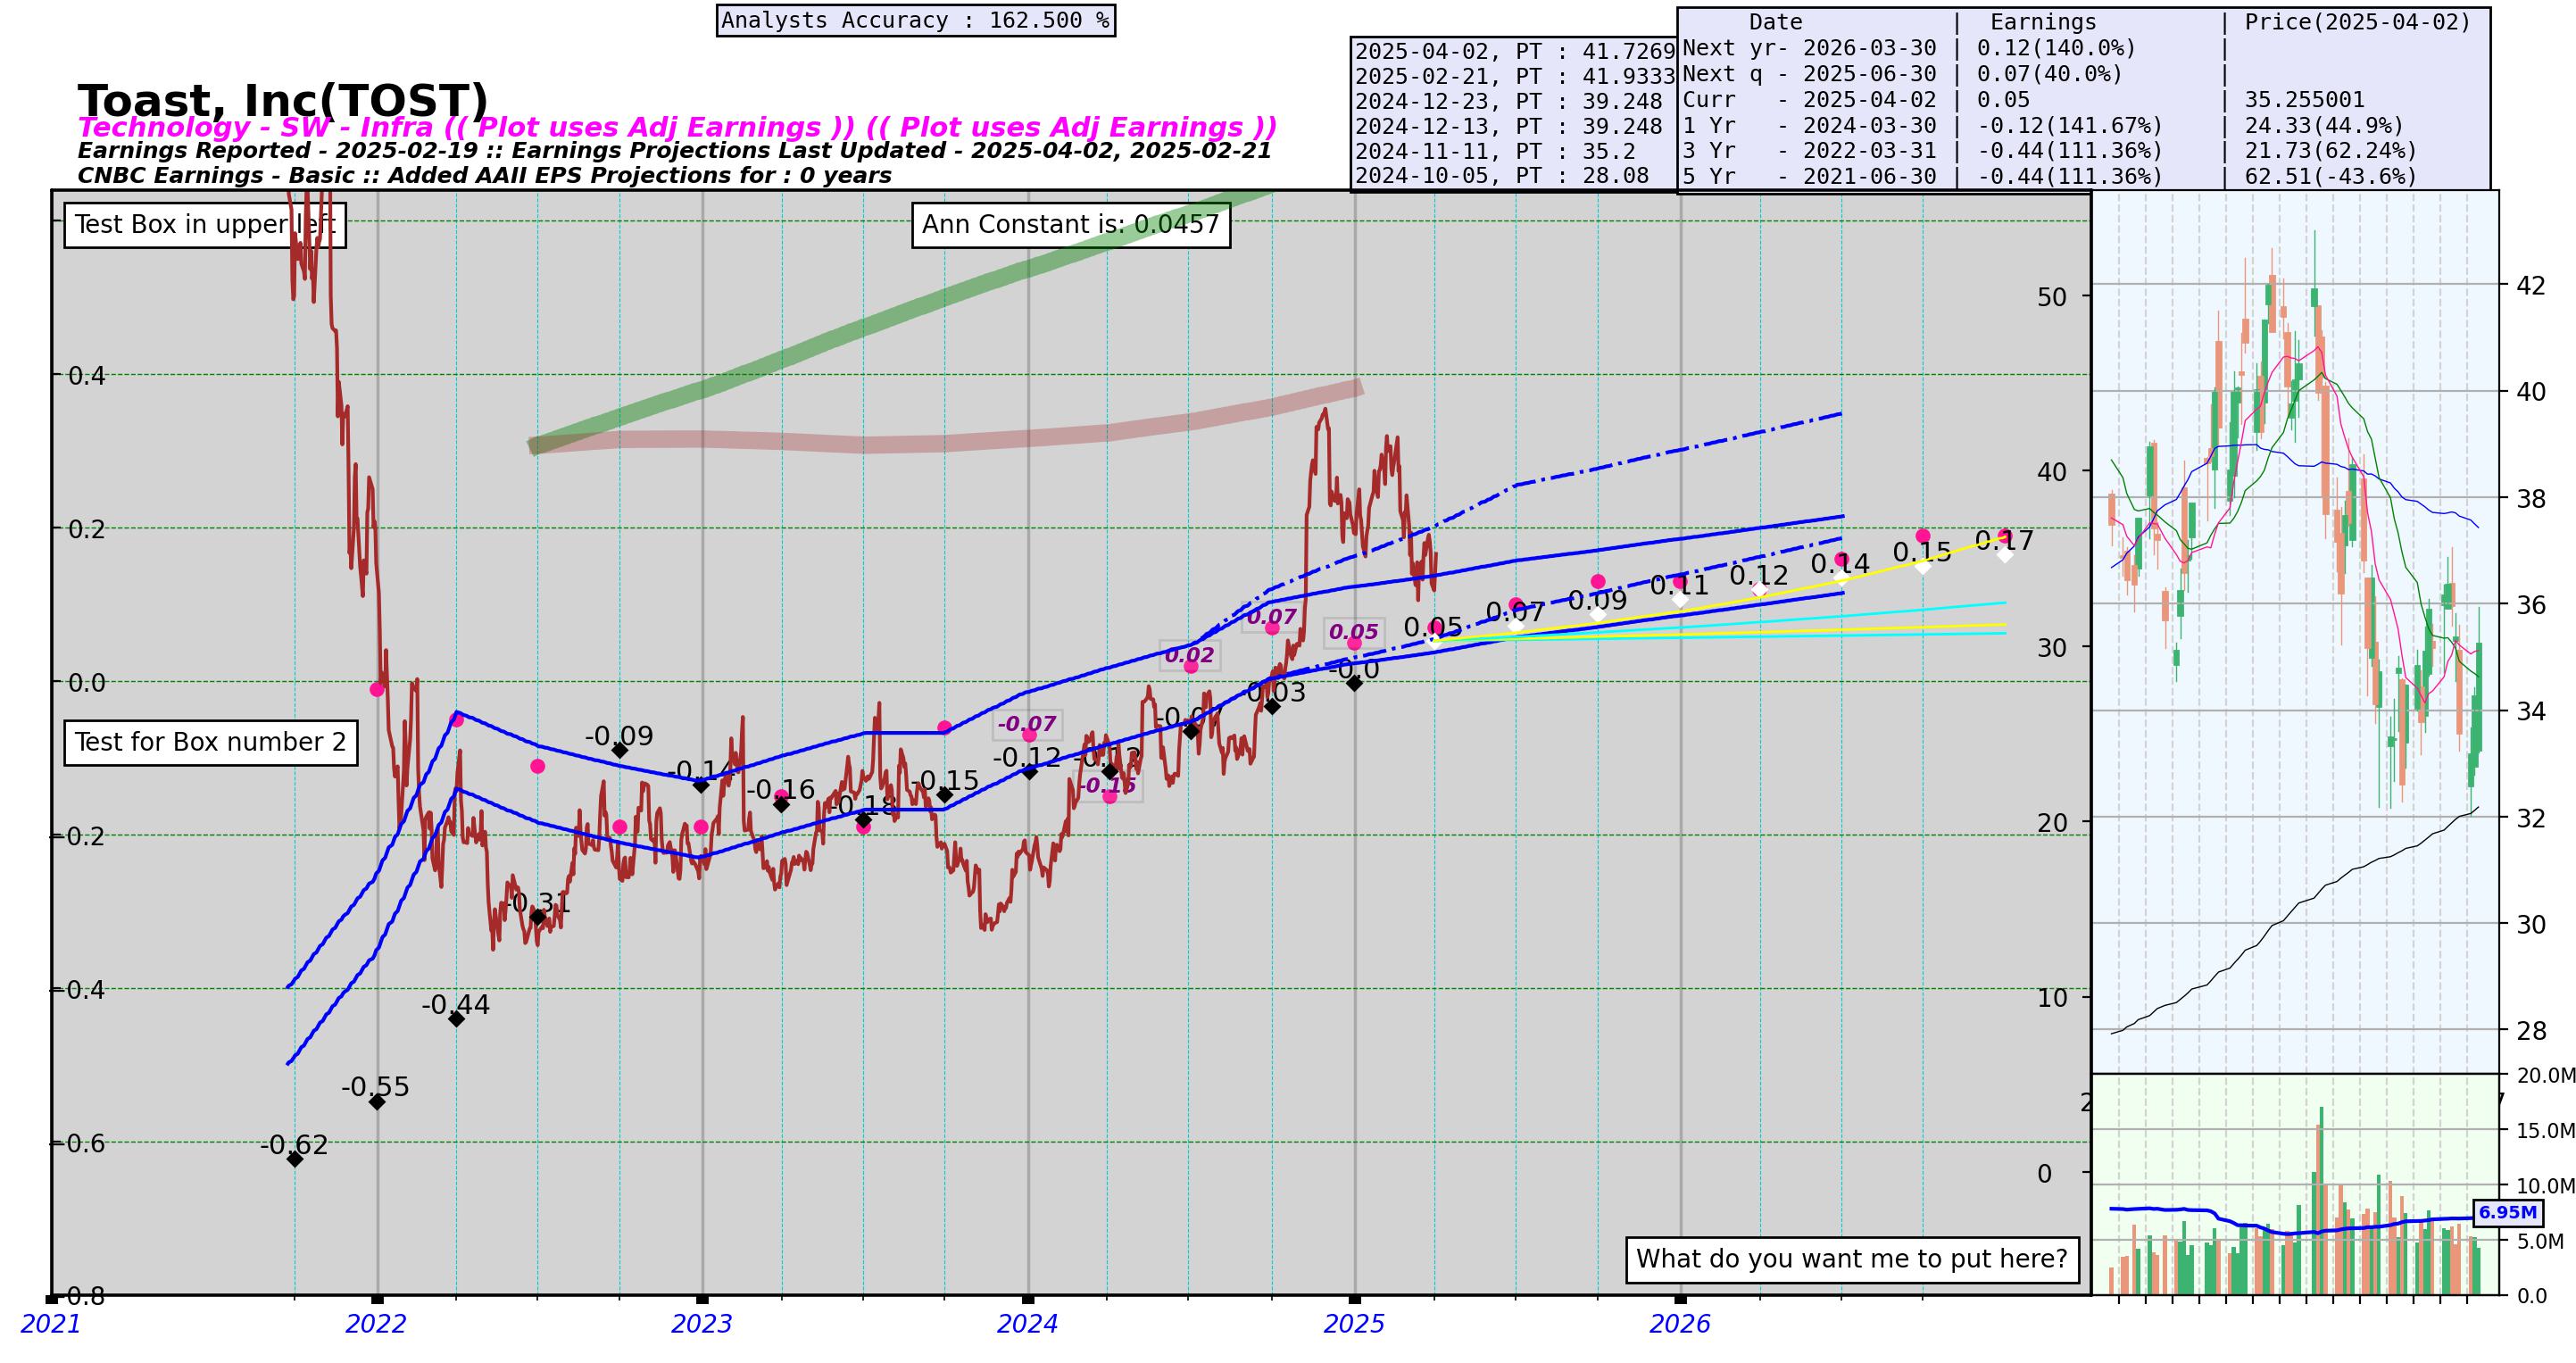 Analysts Accuracy : 162.500 %
Date | Earnings | Price(2025-04-02)
Next yr- 2026-03-30 | 0.12(140.0%) |
Next q - 2025-06-30 | 0.07(40.0%) |
Curr - 2025-04-02 | 0.05 | 35.255001
1 Yr - 2024-03-30 | -0.12(141.67%) | 24.33(44.9%)
3 Yr - 2022-03-31 | -0.44(111.36%) | 21.73(62.24%)
5 Yr - 2021-06-30 | -0.44(111.36%) | 62.51(-43.6%)
2025-04-02, PT : 41.7269
2025-02-21, PT : 41.9333
2024-12-23, PT : 39.248
2024-12-13, PT : 39.248
2024-11-11, PT : 35.2
2024-10-05, PT : 28.08
Toast, Inc(TOST)
Technology - SW - Infra (( Plot uses Adj Earnings )) (( Plot uses Adj Earnings ))
Earnings Reported - 2025-02-19 :: Earnings Projections Last Updated - 2025-04-02, 2025-02-21
CNBC Earnings - Basic :: Added AAII EPS Projections for : 0 years
Test Box in upper left
Ann Constant is: 0.0457
Test for Box number 2
What do you want me to put here?
0.4
0.2
0.0
-0.2
-0.4
-0.6
-0.8
-0.62
-0.55
-0.44
-0.31
-0.09
-0.14
-0.16
-0.18
-0.15
-0.12
-0.12
-0.07
0.03
-0.0
0.05
0.07
0.09
0.11
0.12
0.14
0.15
0.17
-0.07
-0.15
0.02
0.07
0.05
50
40
30
20
10
0
42
40
38
36
34
32
30
28
20.0M
15.0M
10.0M
6.95M
5.0M
0.0
2021
2022
2023
2024
2025
2026